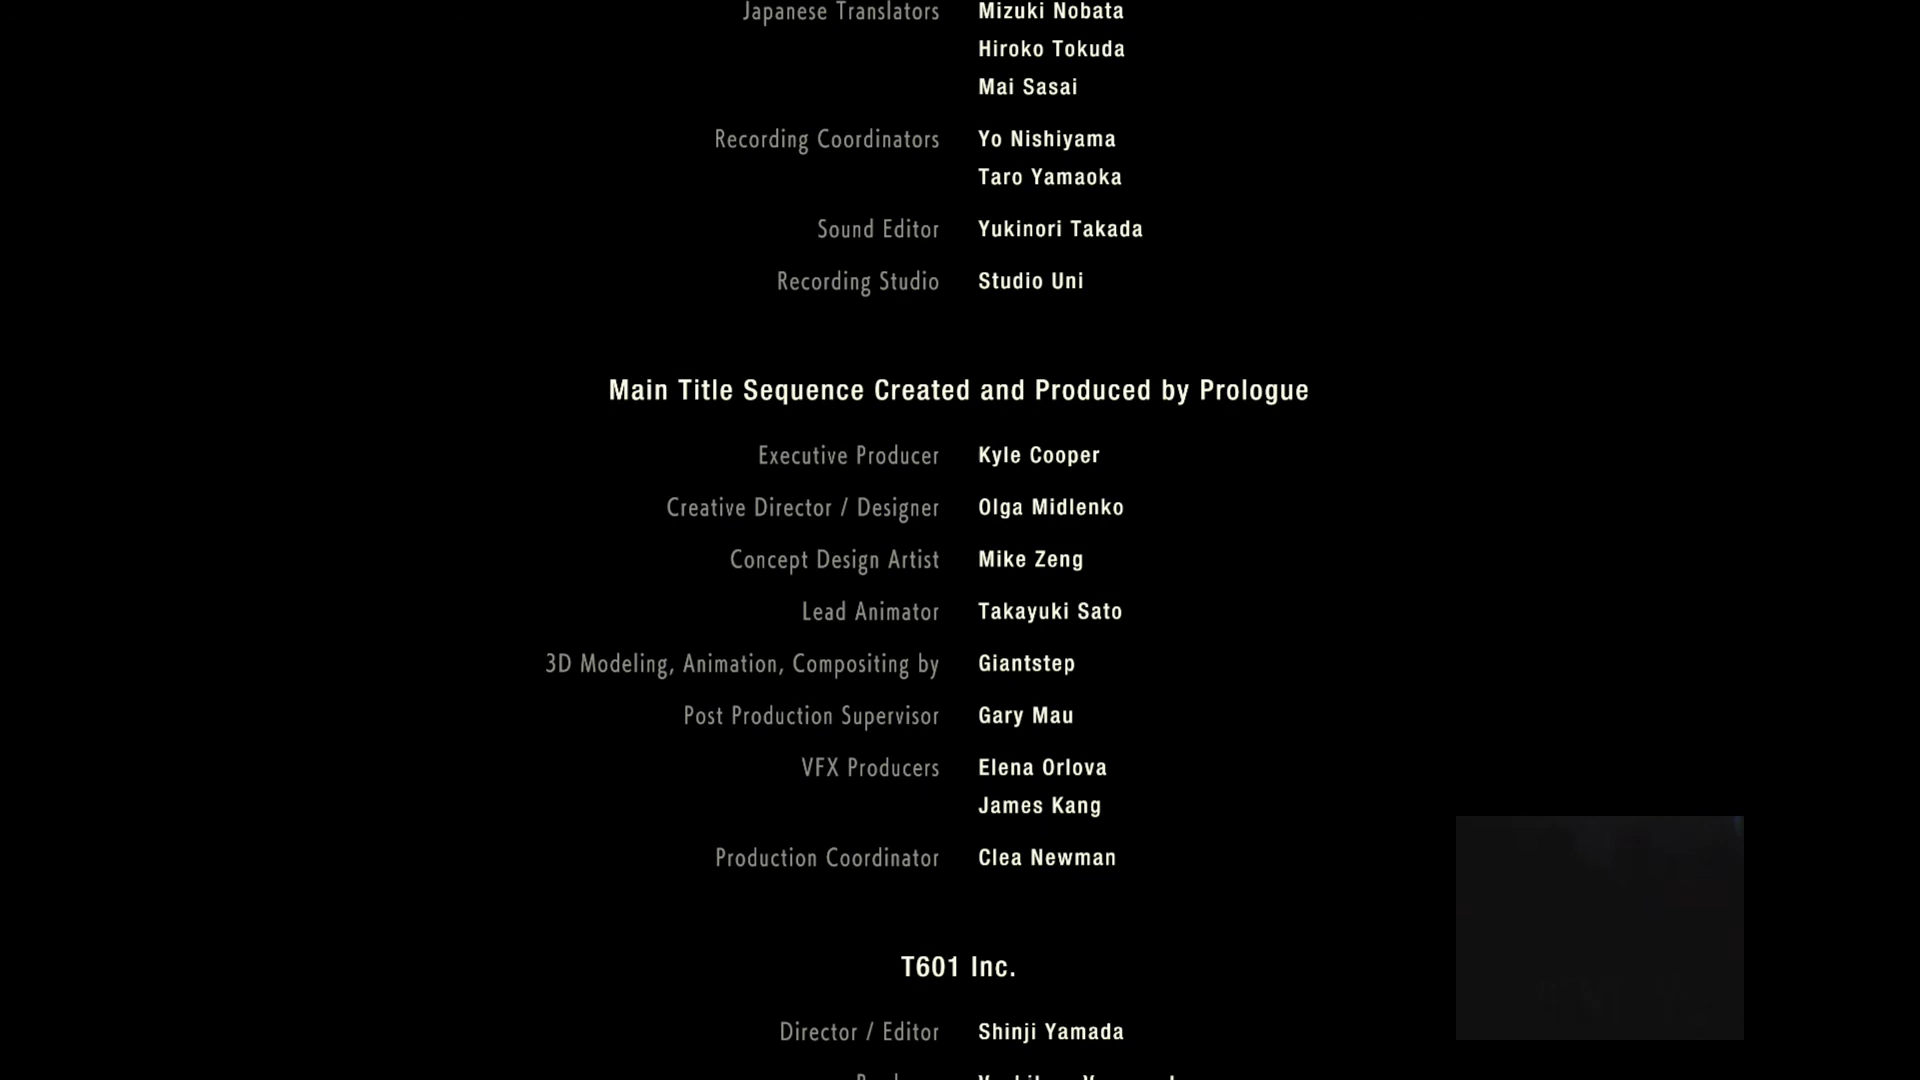 Japanese Translators Mizuki Nobata
Hiroko Tokuda
Mai Sasai
Recording Coordinators Yo Nishiyama
Taro Yamaoka
Sound Editor Yukinori Takada
Recording Studio Studio Uni
Main Title Sequence Created and Produced by Prologue
Executive Producer Kyle Cooper
Creative Director / Designer Olga Midlenko
Concept Design Artist Mike Zeng
Lead Animator Takayuki Sato
3D Modeling, Animation, Compositing by Giantstep
Post Production Supervisor Gary Mau
VFX Producers Elena Orlova
James Kang
Production Coordinator Clea Newman
T601 Inc.
Director / Editor Shinji Yamada